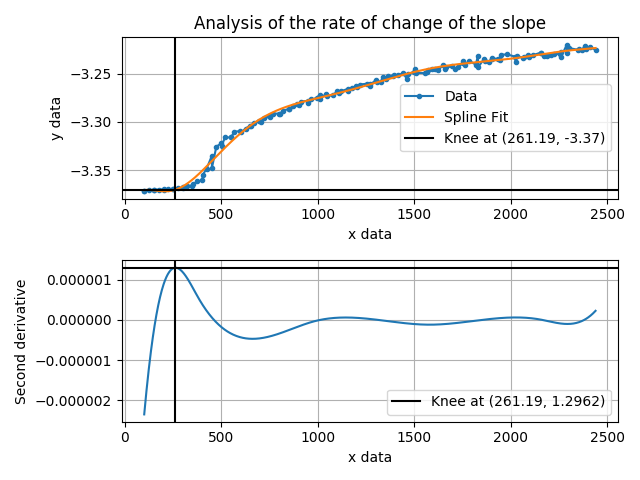 Analysis of the rate of change of the slope
y data
−3.25
−3.30
−3.35
Data
Spline Fit
Knee at (261.19, -3.37)
0
500
1000
1500
2000
2500
x data
Second derivative
0.000001
0.000000
−0.000001
−0.000002
Knee at (261.19, 1.2962)
0
500
1000
1500
2000
2500
x data